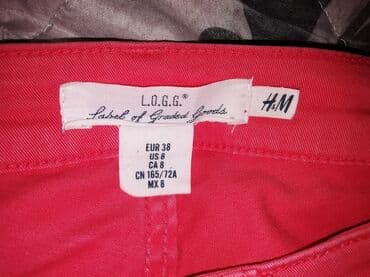 L.O.G.G.®
Label of Graded Goods
H&M
EUR 38
US 8
CA 8
CN 165/72A
MX 8